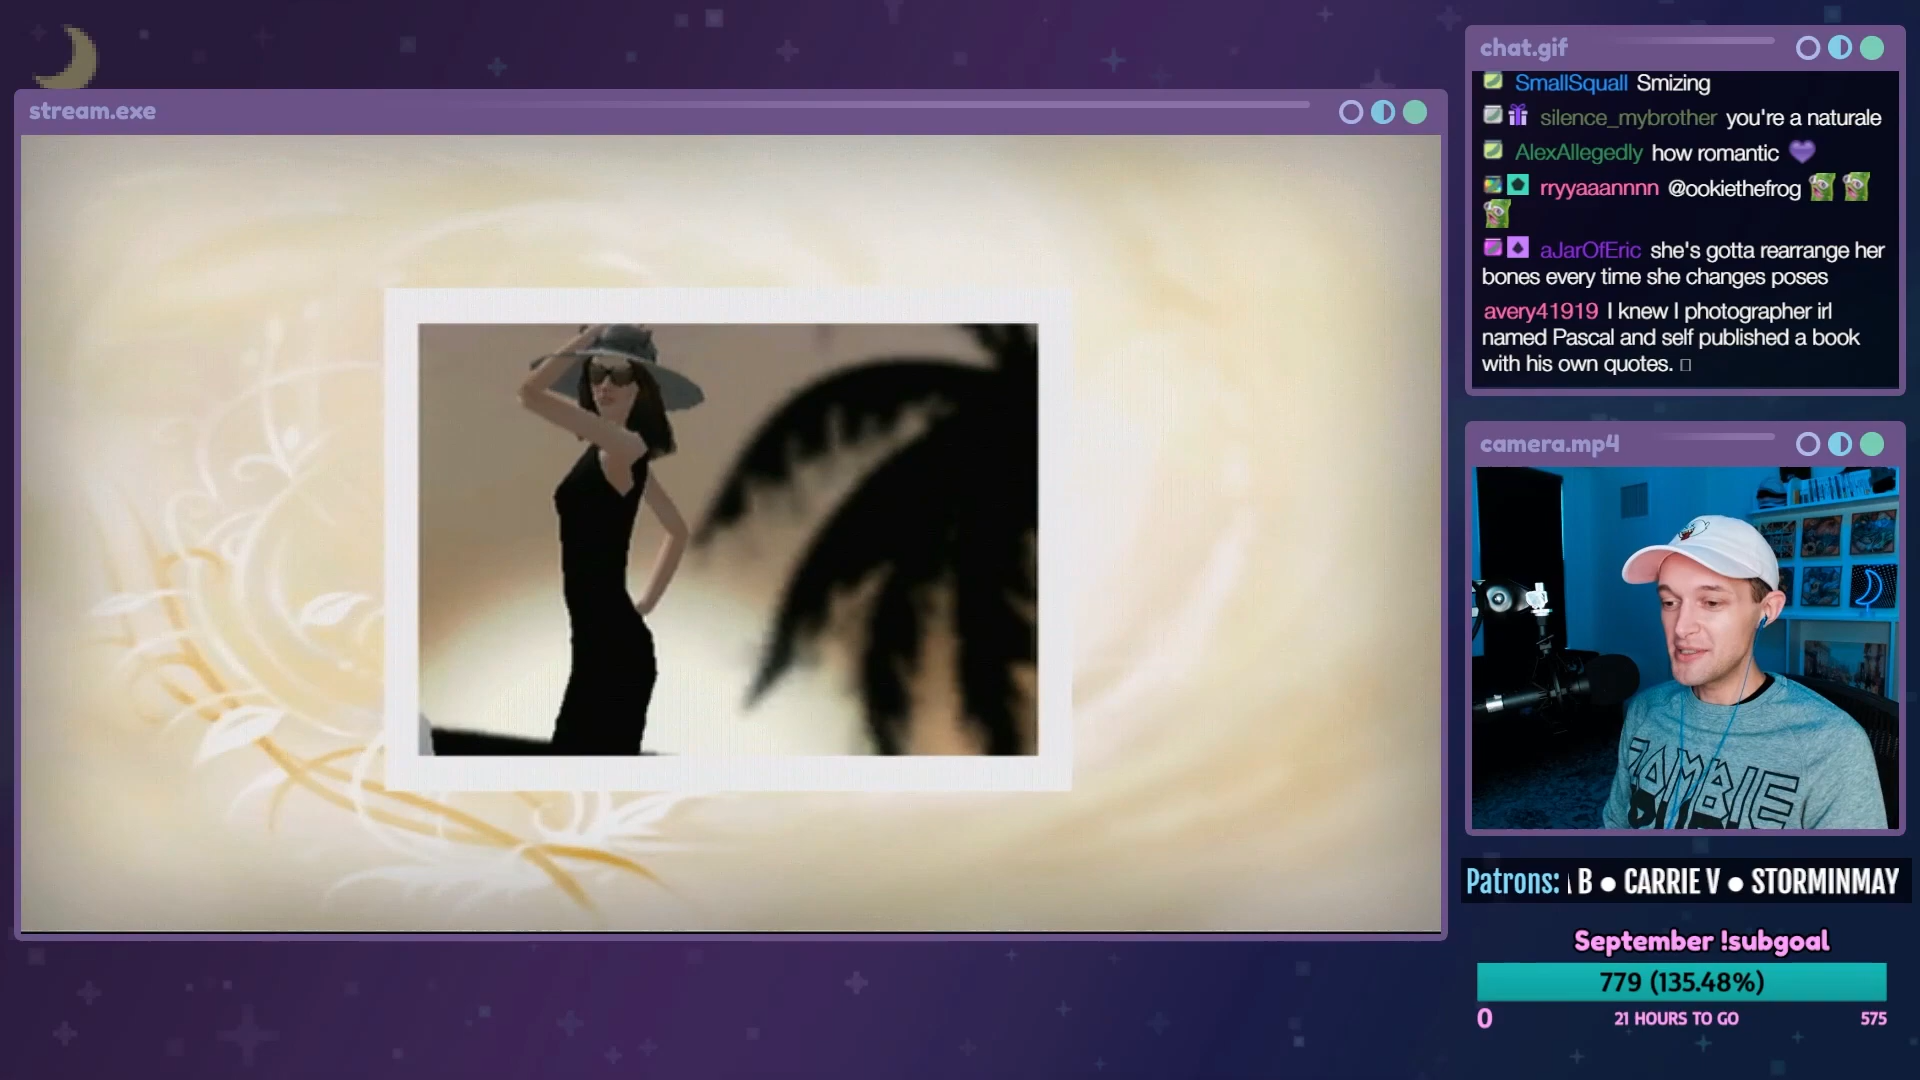 stream.exe
chat.gif
SmallSquall Smizing
silence_mybrother you're a naturale
AlexAllegedly how romantic
rryyaaannnn @ookiethefrog
aJarOfEric she's gotta rearrange her
bones every time she changes poses
avery41919 I knew I photographer irl
named Pascal and self published a book
with his own quotes.
camera.mp4
ZOMBIE
Patrons: B ● CARRIE V ● STORMINMAY
September !subgoal
779 (135.48%)
0 21 HOURS TO GO 575